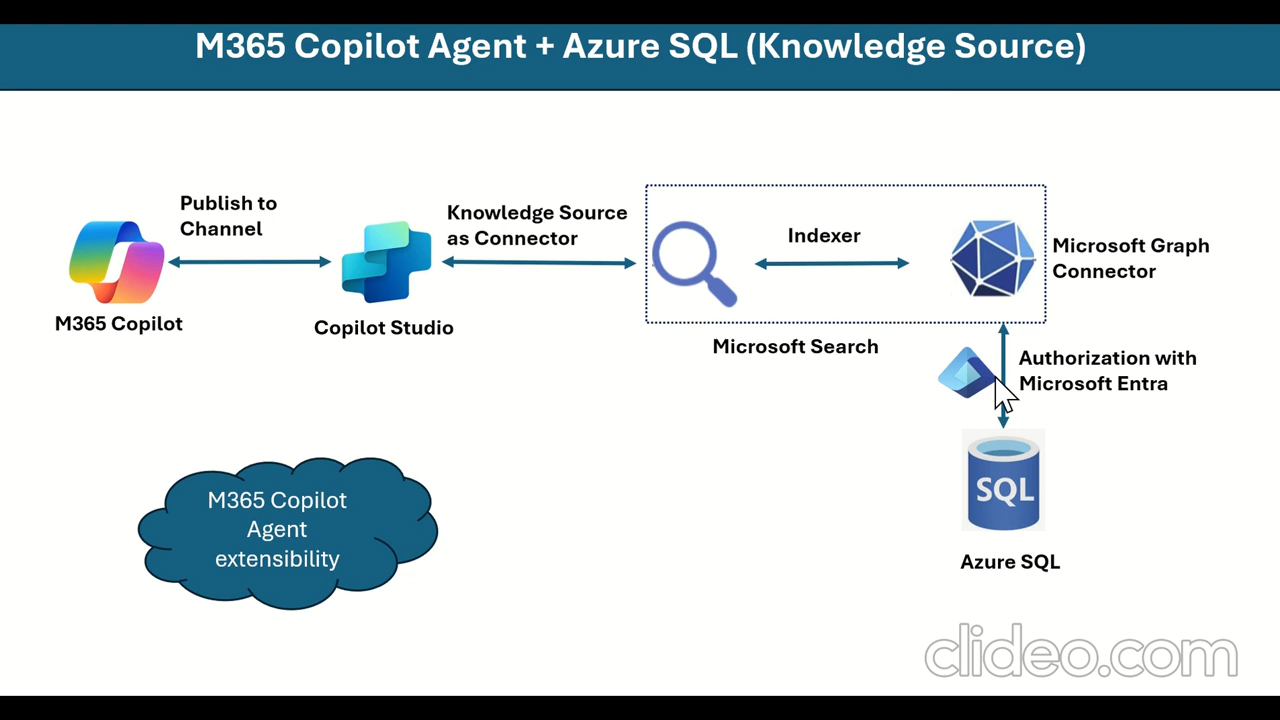 M365 Copilot Agent + Azure SQL (Knowledge Source)
Publish to
Channel
Knowledge Source
as Connector
Indexer
Microsoft Graph
Connector
M365 Copilot
Copilot Studio
Microsoft Search
Authorization with
Microsoft Entra
SQL
Azure SQL
M365 Copilot
Agent
extensibility
clideo.com